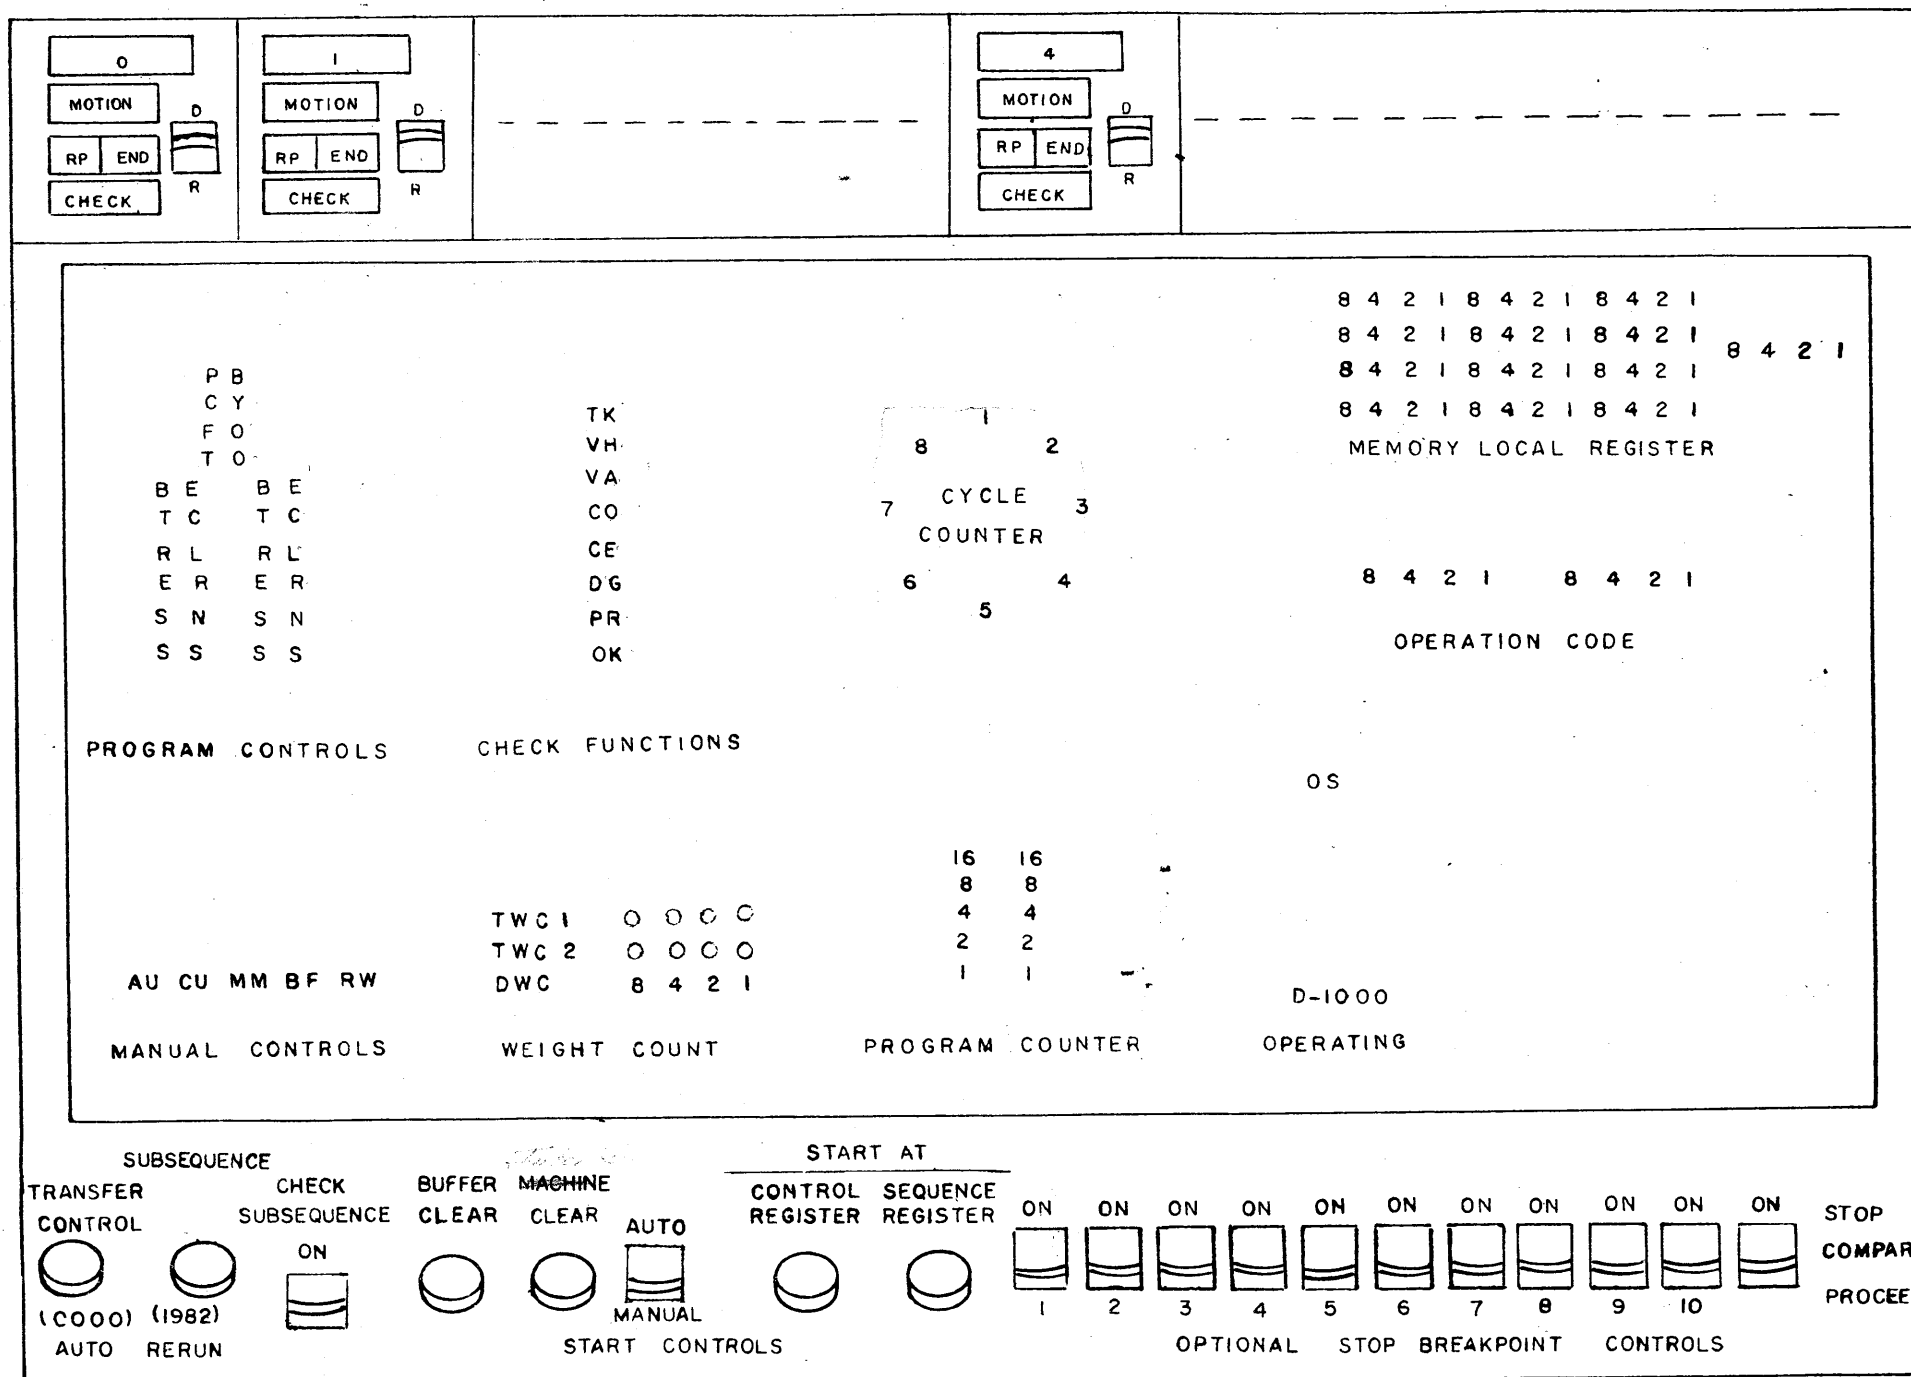 0
MOTION
D
RP END
R
CHECK
1
MOTION
D
RP END
R
CHECK
4
MOTION
D
RP END
R
CHECK
P B
C Y
F O
T O
B E B E
T C T C
R L R L
E R E R
S N S N
S S S S
PROGRAM CONTROLS
TK
VH
VA
CO
CE
DG
PR
OK
CHECK FUNCTIONS
1
8 2
7 CYCLE 3
COUNTER
6 4
5
8 4 2 1 8 4 2 1 8 4 2 1
8 4 2 1 8 4 2 1 8 4 2 1
8 4 2 1
8 4 2 1 8 4 2 1 8 4 2 1
8 4 2 1 8 4 2 1 8 4 2 1
MEMORY LOCAL REGISTER
8 4 2 1 8 4 2 1
OPERATION CODE
OS
AU CU MM BF RW
MANUAL CONTROLS
TWC 1 O O O O
TWC 2 O O O O
DWC 8 4 2 1
WEIGHT COUNT
16 16
8 8
4 4
2 2
1 1
PROGRAM COUNTER
D-1000
OPERATING
SUBSEQUENCE
TRANSFER
CONTROL
(C000) (1982)
AUTO RERUN
CHECK
SUBSEQUENCE
ON
BUFFER
CLEAR
MACHINE
CLEAR
AUTO
MANUAL
START CONTROLS
START AT
CONTROL
REGISTER
SEQUENCE
REGISTER
ON ON ON ON ON ON ON ON ON ON ON
1 2 3 4 5 6 7 8 9 10
STOP
COMPAR
PROCEE
OPTIONAL STOP BREAKPOINT CONTROLS